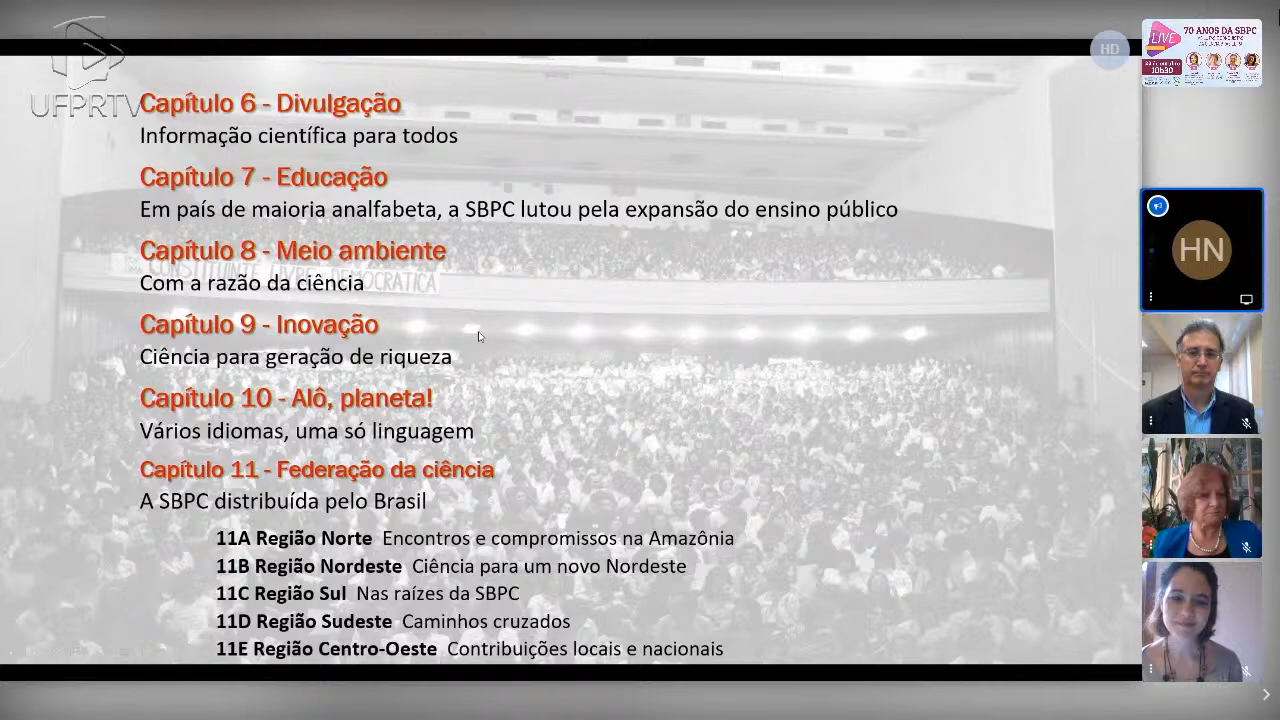 UFPRTV
HD
LIVE
70 ANOS DA SBPC
10h30
Capítulo 6 - Divulgação
Informação científica para todos
Capítulo 7 - Educação
Em país de maioria analfabeta, a SBPC lutou pela expansão do ensino público
Capítulo 8 - Meio ambiente
CONSTITUINTE LIVRE DEMOCRATICA
Com a razão da ciência
Capítulo 9 - Inovação
Ciência para geração de riqueza
Capítulo 10 - Alô, planeta!
Vários idiomas, uma só linguagem
Capítulo 11 - Federação da ciência
A SBPC distribuída pelo Brasil
11A Região Norte Encontros e compromissos na Amazônia
11B Região Nordeste Ciência para um novo Nordeste
11C Região Sul Nas raízes da SBPC
11D Região Sudeste Caminhos cruzados
11E Região Centro-Oeste Contribuições locais e nacionais
HN